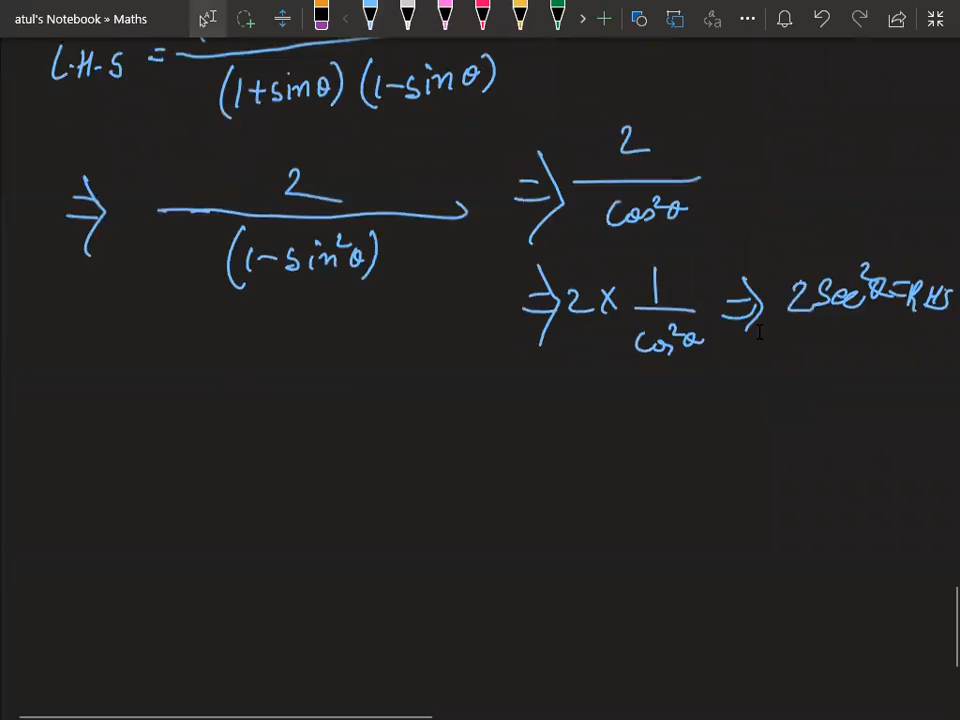 atul's Notebook » Maths
L.H.S =
(1+sinθ) (1-sinθ)
⇒ 2 / (1-sin²θ) ⇒ 2 / cos²θ
⇒ 2 × 1 / cos²θ ⇒ 2Sec²θ=RHS